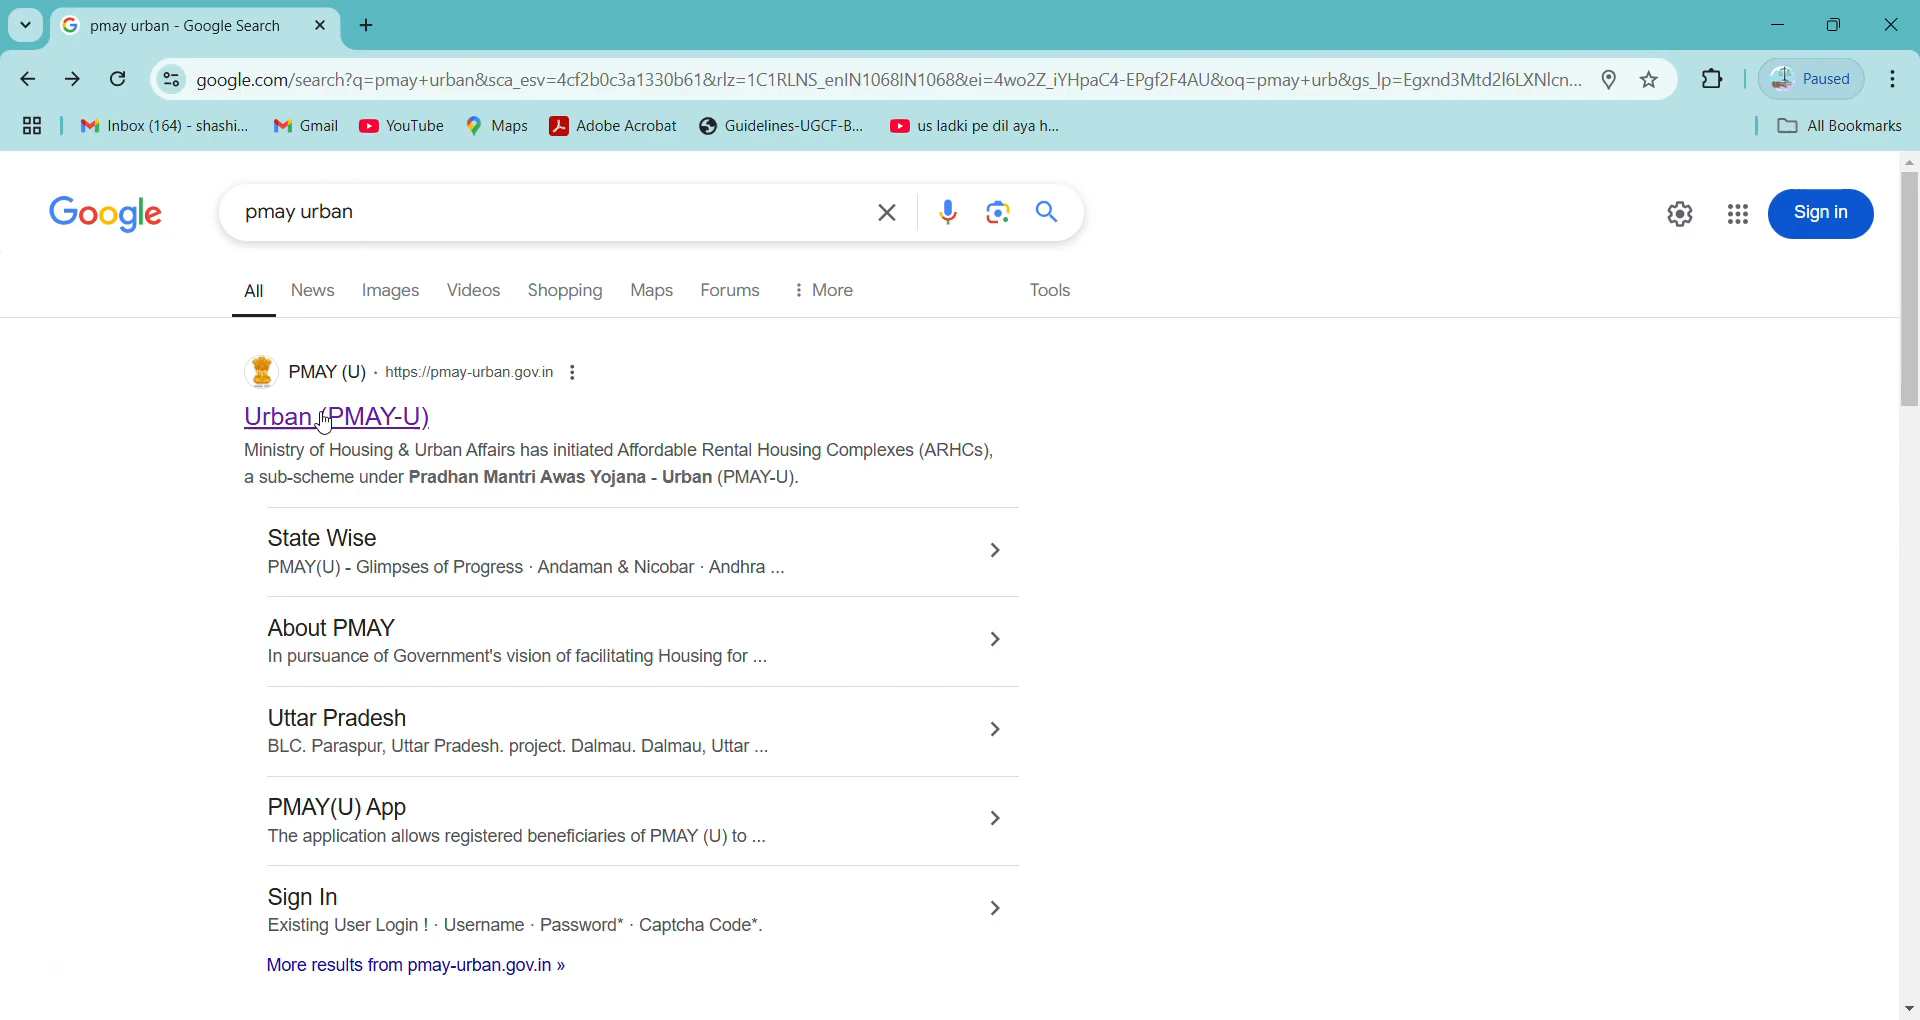 pmay urban - Google Search
google.com/search?q=pmay+urban&sca_esv=4cf2b0c3a1330b61&rlz=1C1RLNS_enIN1068IN1068&ei=4wo2Z_iYHpaC4-EPgf2F4AU&oq=pmay+urb&gs_lp=Egxnd3Mtd2l6LXNlcn...
Paused
Inbox (164) - shashi... Gmail YouTube Maps Adobe Acrobat Guidelines-UGCF-B... us ladki pe dil aya h... All Bookmarks
Google pmay urban Sign in
All News Images Videos Shopping Maps Forums More Tools
PMAY (U) · https://pmay-urban.gov.in
Urban (PMAY-U)
Ministry of Housing & Urban Affairs has initiated Affordable Rental Housing Complexes (ARHCs),
a sub-scheme under Pradhan Mantri Awas Yojana - Urban (PMAY-U).
State Wise
PMAY(U) - Glimpses of Progress · Andaman & Nicobar · Andhra ...
About PMAY
In pursuance of Government's vision of facilitating Housing for ...
Uttar Pradesh
BLC. Paraspur, Uttar Pradesh. project. Dalmau. Dalmau, Uttar ...
PMAY(U) App
The application allows registered beneficiaries of PMAY (U) to ...
Sign In
Existing User Login ! · Username · Password* · Captcha Code*.
More results from pmay-urban.gov.in »